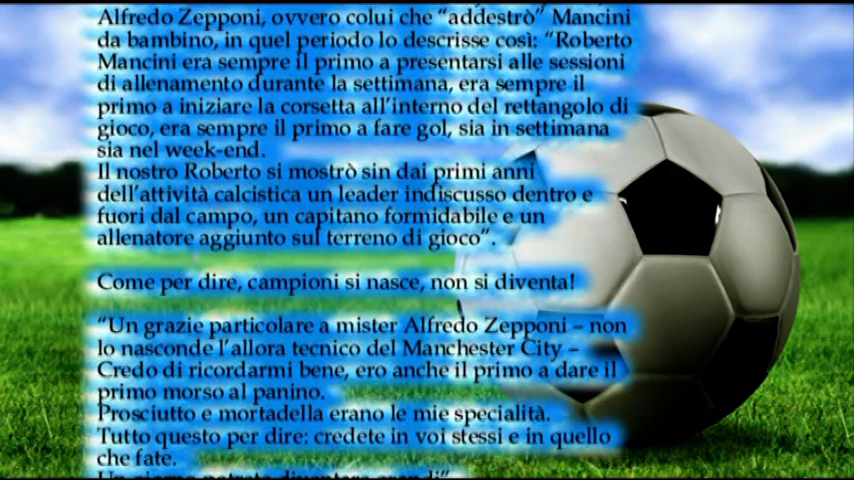 Alfredo Zepponi, ovvero colui che “addestrò” Mancini
da bambino, in quel periodo lo descrisse così: “Roberto
Mancini era sempre il primo a presentarsi alle sessioni
di allenamento durante la settimana, era sempre il
primo a iniziare la corsetta all’interno del rettangolo di
gioco, era sempre il primo a fare gol, sia in settimana
sia nel week-end.
Il nostro Roberto si mostrò sin dai primi anni
dell’attività calcistica un leader indiscusso dentro e
fuori dal campo, un capitano formidabile e un
allenatore aggiunto sul terreno di gioco”.
Come per dire, campioni si nasce, non si diventa!
“Un grazie particolare a mister Alfredo Zepponi – non
lo nasconde l’allora tecnico del Manchester City –
Credo di ricordarmi bene, ero anche il primo a dare il
primo morso al panino.
Prosciutto e mortadella erano le mie specialità.
Tutto questo per dire: credete in voi stessi e in quello
che fate.
Un giorno potrete diventare grandi”